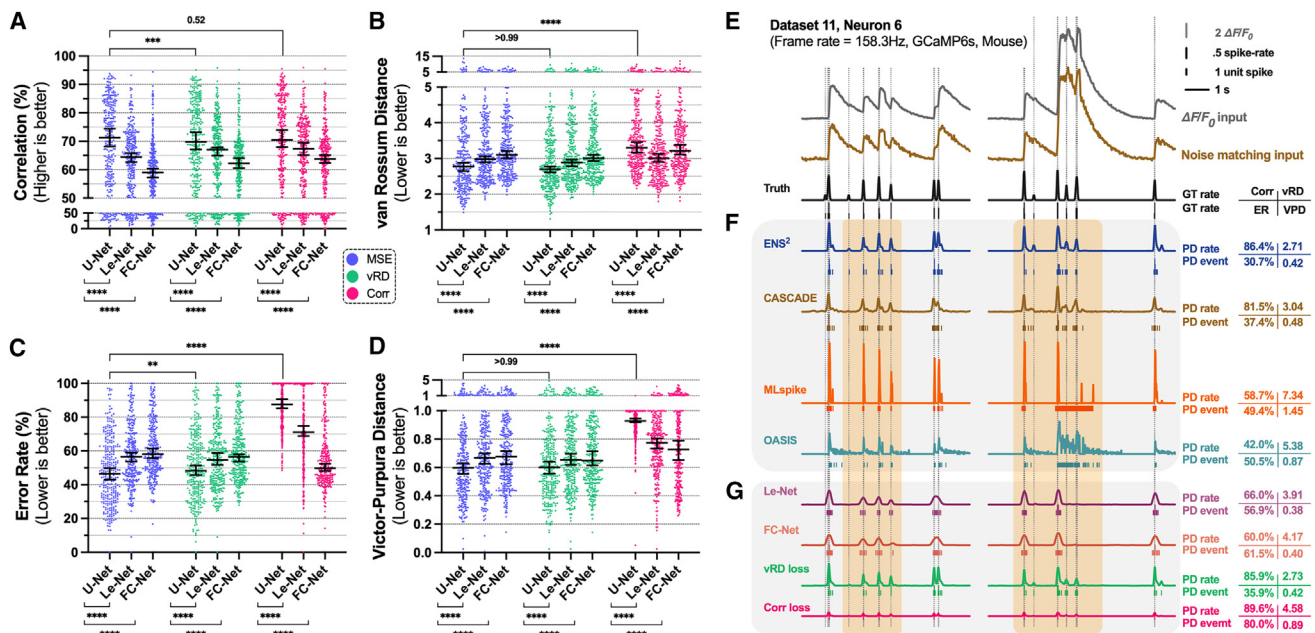 A
0.52
***
Correlation (%)
(Higher is better)
100
90
80
70
60
50
50
0
U-Net
Le-Net
FC-Net
U-Net
Le-Net
FC-Net
U-Net
Le-Net
FC-Net
****
****
****
****
****
****
MSE
vRD
Corr
B
****
>0.99
van Rossum Distance
(Lower is better)
15
5
5
4
3
2
1
U-Net
Le-Net
FC-Net
U-Net
Le-Net
FC-Net
U-Net
Le-Net
FC-Net
****
****
****
****
****
****
C
****
**
Error Rate (%)
(Lower is better)
100
80
60
40
20
0
U-Net
Le-Net
FC-Net
U-Net
Le-Net
FC-Net
U-Net
Le-Net
FC-Net
****
****
****
****
****
****
D
****
>0.99
Victor-Purpura Distance
(Lower is better)
5
1
1.0
0.8
0.6
0.4
0.2
0.0
U-Net
Le-Net
FC-Net
U-Net
Le-Net
FC-Net
U-Net
Le-Net
FC-Net
****
****
****
****
****
****
E
Dataset 11, Neuron 6
(Frame rate = 158.3Hz, GCaMP6s, Mouse)
2 ΔF/F0
.5 spike-rate
1 unit spike
1 s
ΔF/F0 input
Noise matching input
Truth
GT rate Corr vRD
GT rate ER VPD
F
ENS2
PD rate 86.4% 2.71
PD event 30.7% 0.42
CASCADE
PD rate 81.5% 3.04
PD event 37.4% 0.48
MLspike
PD rate 58.7% 7.34
PD event 49.4% 1.45
OASIS
PD rate 42.0% 5.38
PD event 50.5% 0.87
G
Le-Net
PD rate 66.0% 3.91
PD event 56.9% 0.38
FC-Net
PD rate 60.0% 4.17
PD event 61.5% 0.40
vRD loss
PD rate 85.9% 2.73
PD event 35.9% 0.42
Corr loss
PD rate 89.6% 4.58
PD event 80.0% 0.89